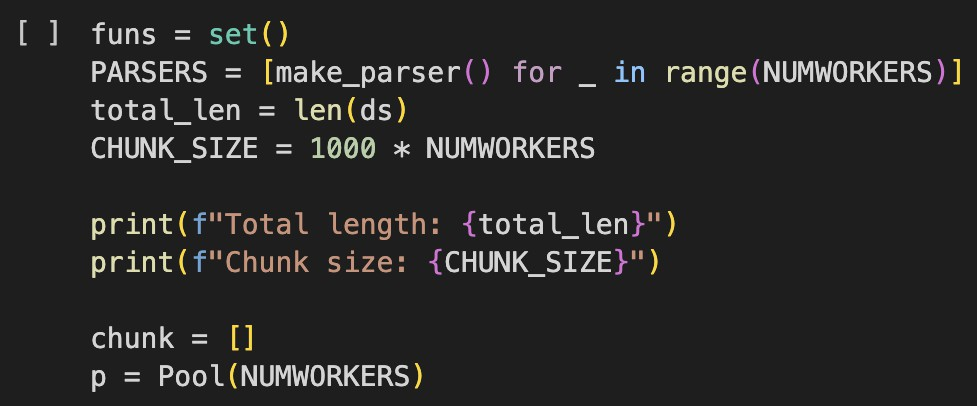 [ ] funs = set()
PARSERS = [make_parser() for _ in range(NUMWORKERS)]
total_len = len(ds)
CHUNK_SIZE = 1000 * NUMWORKERS
print(f"Total length: {total_len}")
print(f"Chunk size: {CHUNK_SIZE}")
chunk = []
p = Pool(NUMWORKERS)